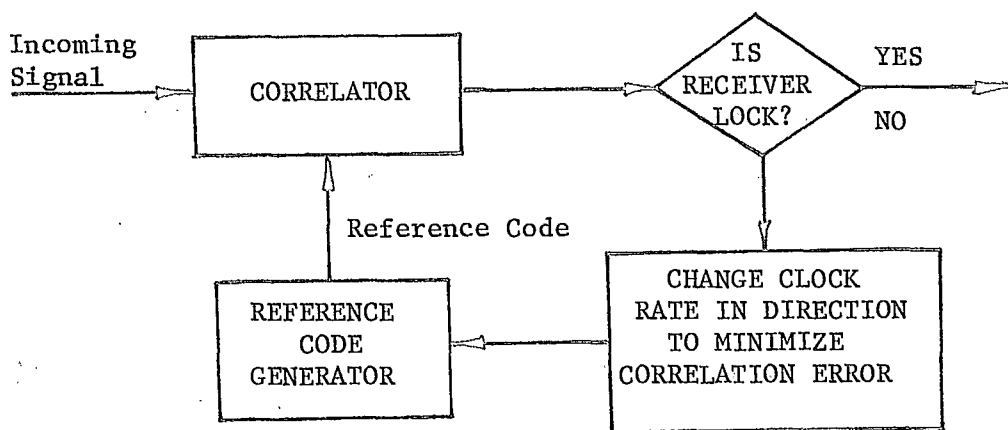 Incoming
Signal
CORRELATOR
IS
RECEIVER
LOCK?
YES
NO
Reference Code
REFERENCE
CODE
GENERATOR
CHANGE CLOCK
RATE IN DIRECTION
TO MINIMIZE
CORRELATION ERROR